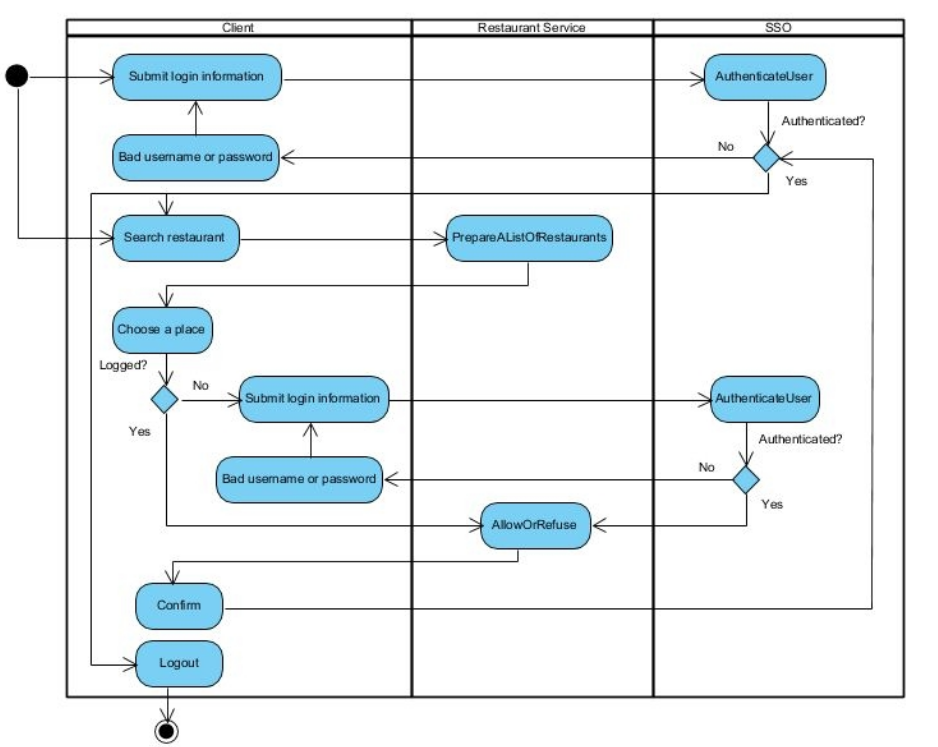 Client
Restaurant Service
SSO
Submit login information
AuthenticateUser
Authenticated?
Bad username or password
No
Yes
Search restaurant
PrepareAListOfRestaurants
Choose a place
Logged?
No
Submit login information
AuthenticateUser
Yes
Authenticated?
Bad username or password
No
Yes
AllowOrRefuse
Confirm
Logout